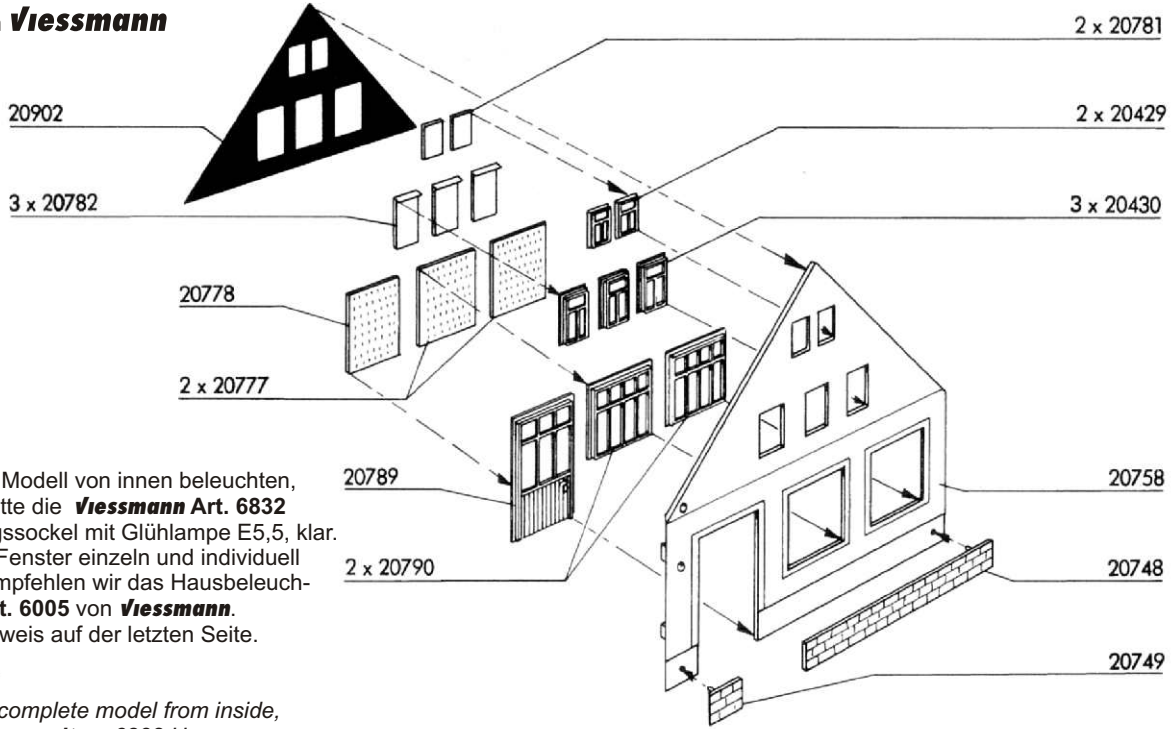 Viessmann
2 x 20781
20902
2 x 20429
3 x 20782
3 x 20430
20778
2 x 20777
Modell von innen beleuchten,
tte die Viessmann Art. 6832
gssockel mit Glühlampe E5,5, klar.
Fenster einzeln und individuell
mpfehlen wir das Hausbeleuch-
t. 6005 von Viessmann.
weis auf der letzten Seite.
20789
20758
2 x 20790
20748
20749
complete model from inside,